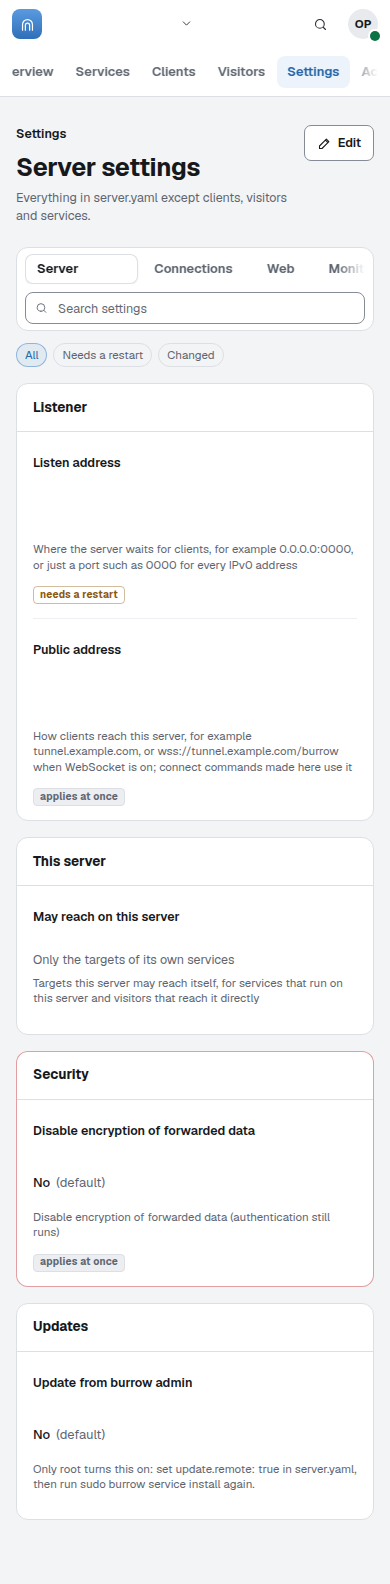 OP
erview Services Clients Visitors Settings Ac
Settings
Edit
Server settings
Everything in server.yaml except clients, visitors
and services.
Server Connections Web Monit
Search settings
All Needs a restart Changed
Listener
Listen address
Where the server waits for clients, for example 0.0.0.0:0000,
or just a port such as 0000 for every IPv0 address
needs a restart
Public address
How clients reach this server, for example
tunnel.example.com, or wss://tunnel.example.com/burrow
when WebSocket is on; connect commands made here use it
applies at once
This server
May reach on this server
Only the targets of its own services
Targets this server may reach itself, for services that run on
this server and visitors that reach it directly
Security
Disable encryption of forwarded data
No (default)
Disable encryption of forwarded data (authentication still
runs)
applies at once
Updates
Update from burrow admin
No (default)
Only root turns this on: set update.remote: true in server.yaml,
then run sudo burrow service install again.